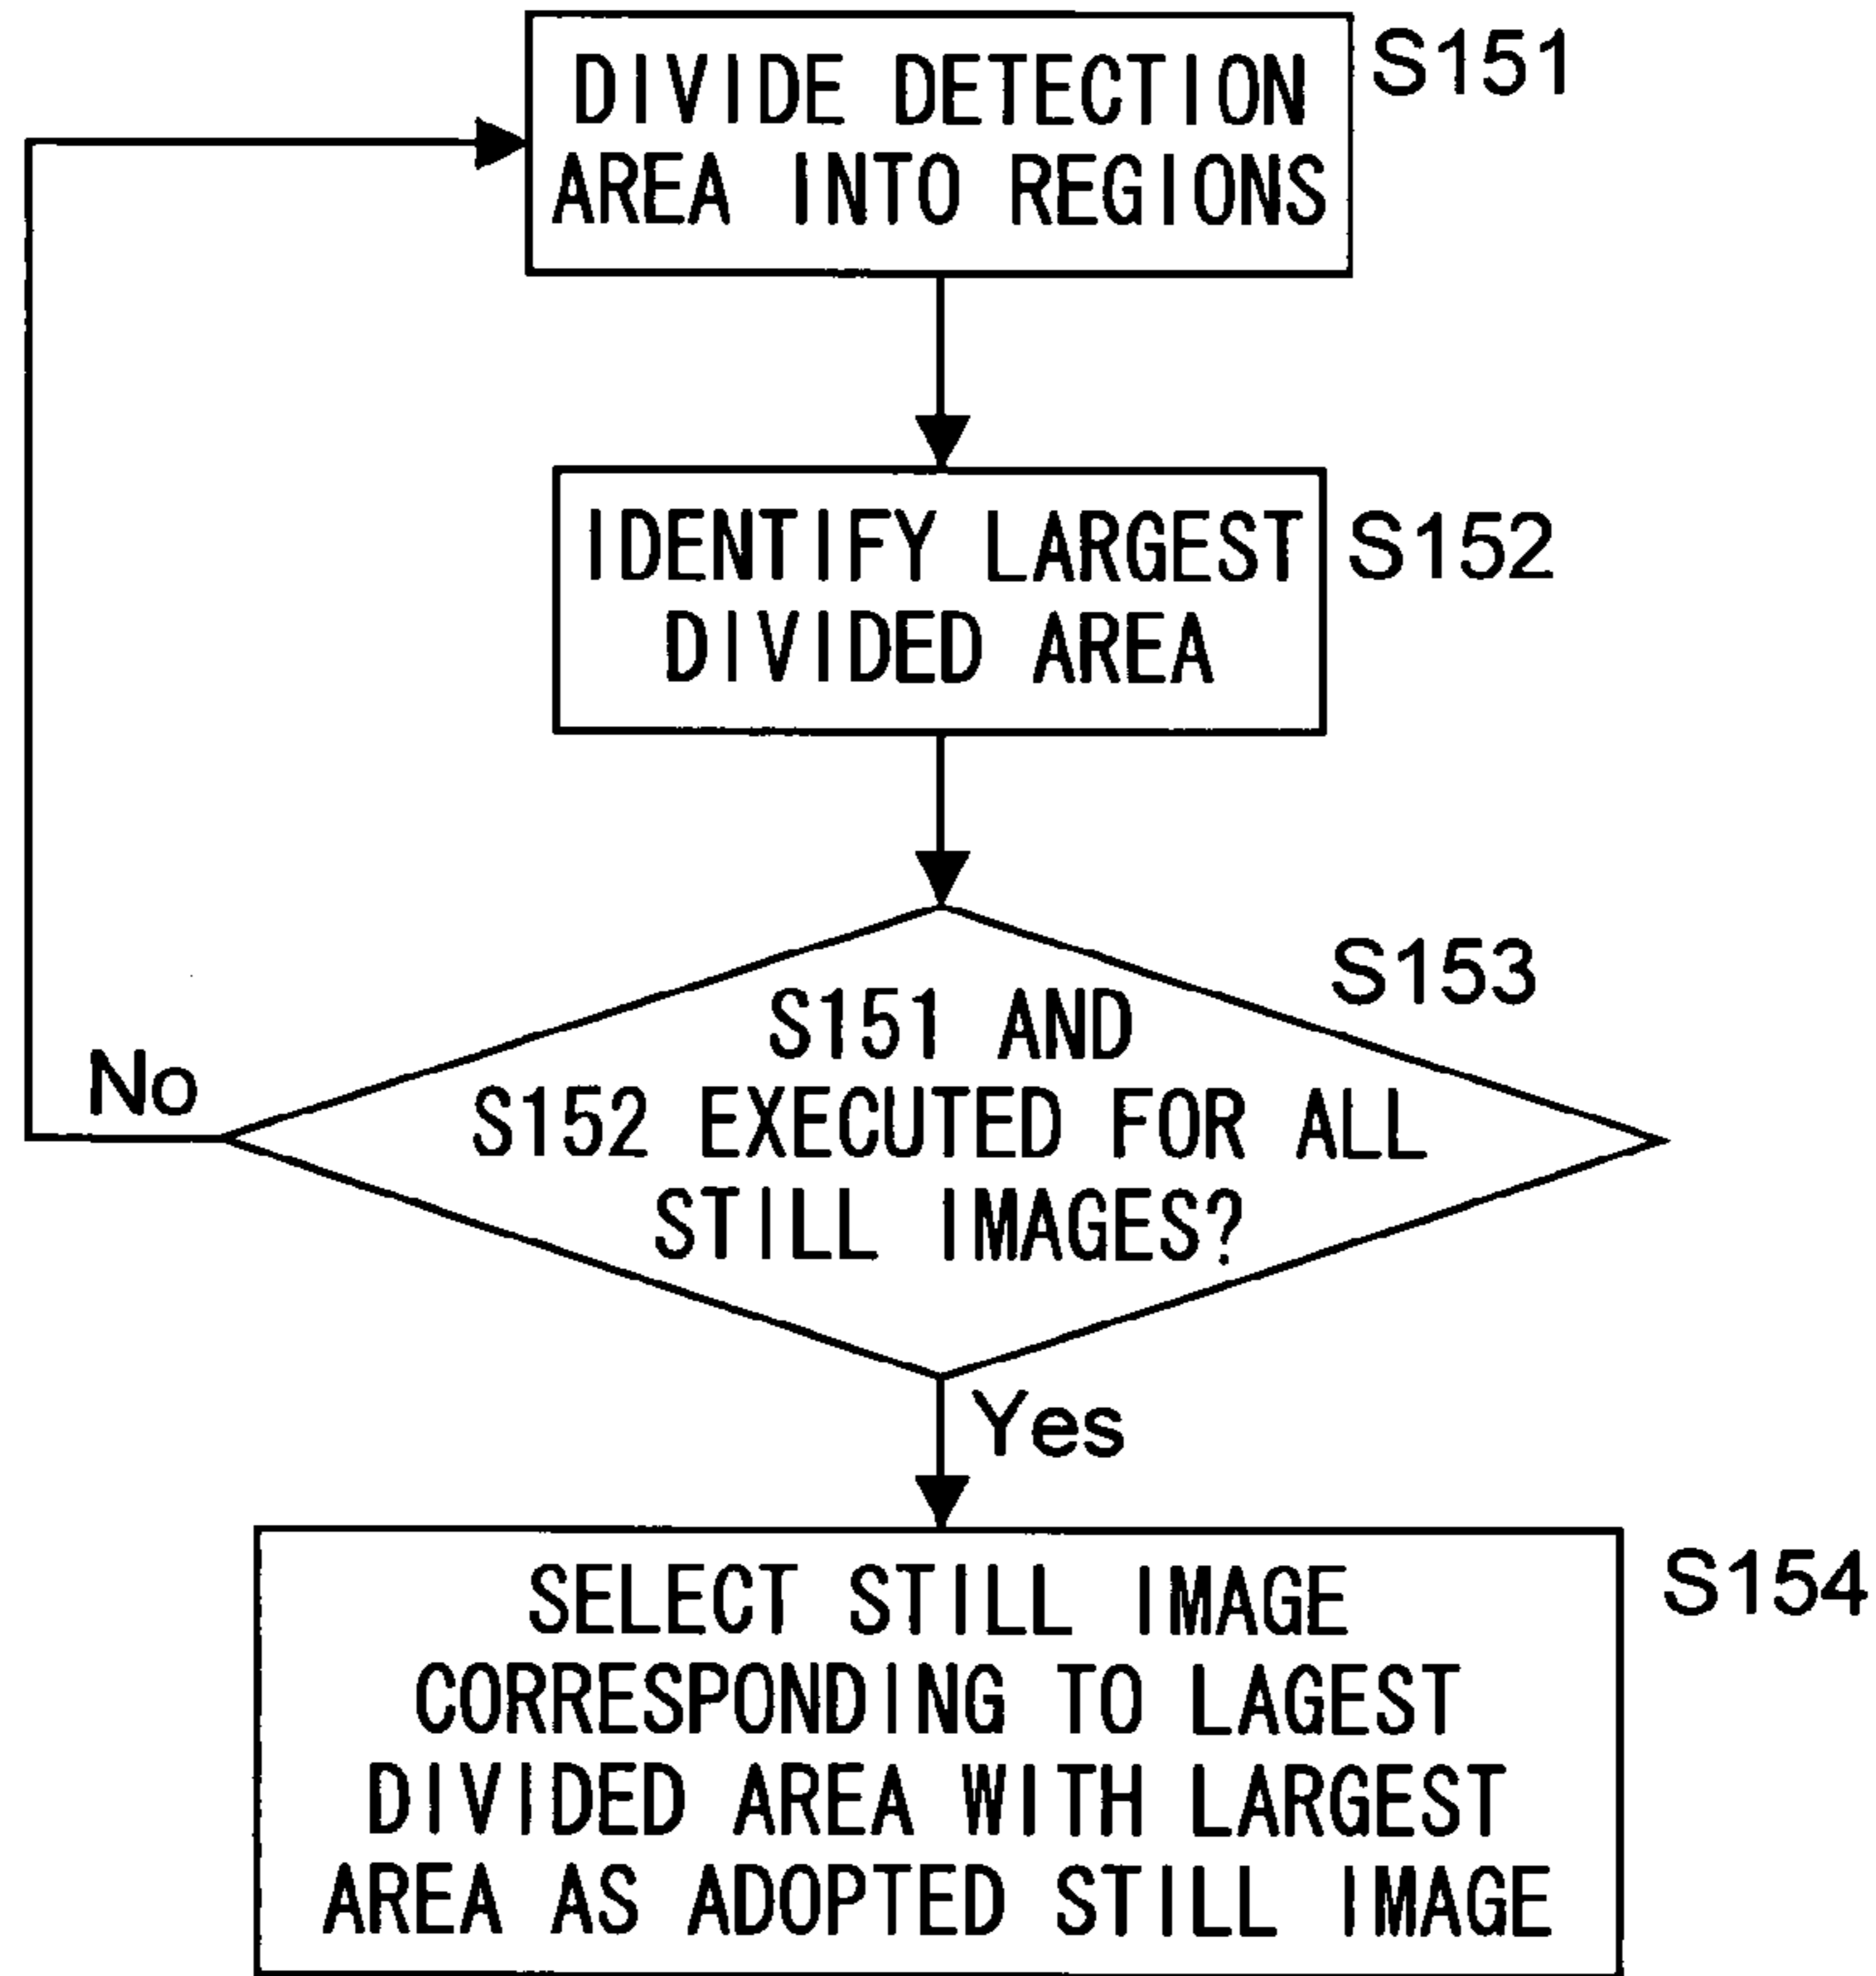 DIVIDE DETECTION
AREA INTO REGIONS
S151
IDENTIFY LARGEST
DIVIDED AREA
S152
S151 AND
S152 EXECUTED FOR ALL
STILL IMAGES?
S153
No
Yes
SELECT STILL IMAGE
CORRESPONDING TO LAGEST
DIVIDED AREA WITH LARGEST
AREA AS ADOPTED STILL IMAGE
S154